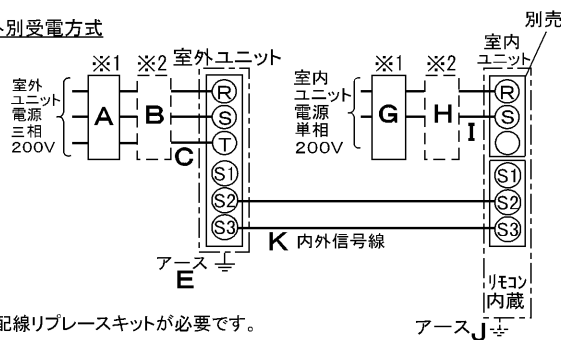 外別受電方式
別売
※1 ※2 室外ユニット
室外
ユニット
電源
三相
200V
A B C
R
S
T
S1
S2
S3
アース
E
※1 ※2 室内
ユニット
室内
ユニット
電源
単相
200V
G H I
R
S
S1
S2
S3
K 内外信号線
リモコン
内蔵
アース J
配線リプレースキットが必要です。